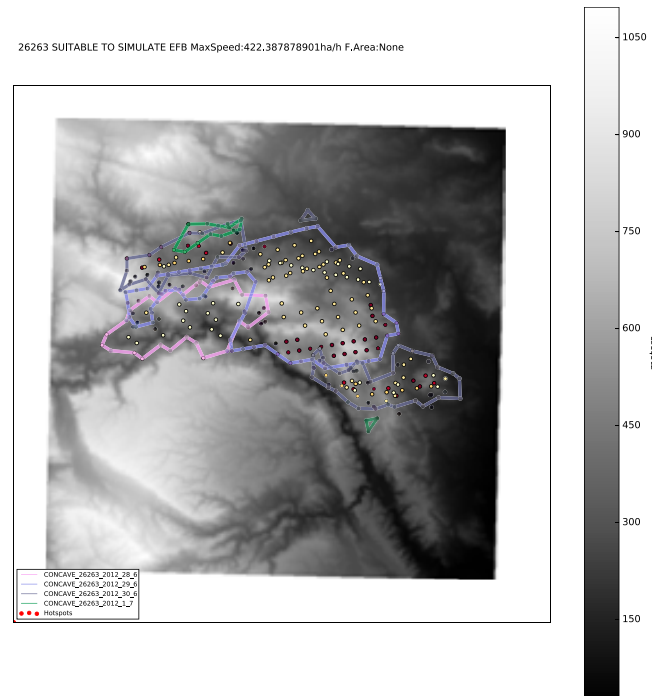 26263 SUITABLE TO SIMULATE EFB MaxSpeed:422.387878901ha/h F.Area:None
1050
900
750
600
450
300
150
CONCAVE_26263_2012_28_6
CONCAVE_26263_2012_29_6
CONCAVE_26263_2012_30_6
CONCAVE_26263_2012_1_7
Hotspots